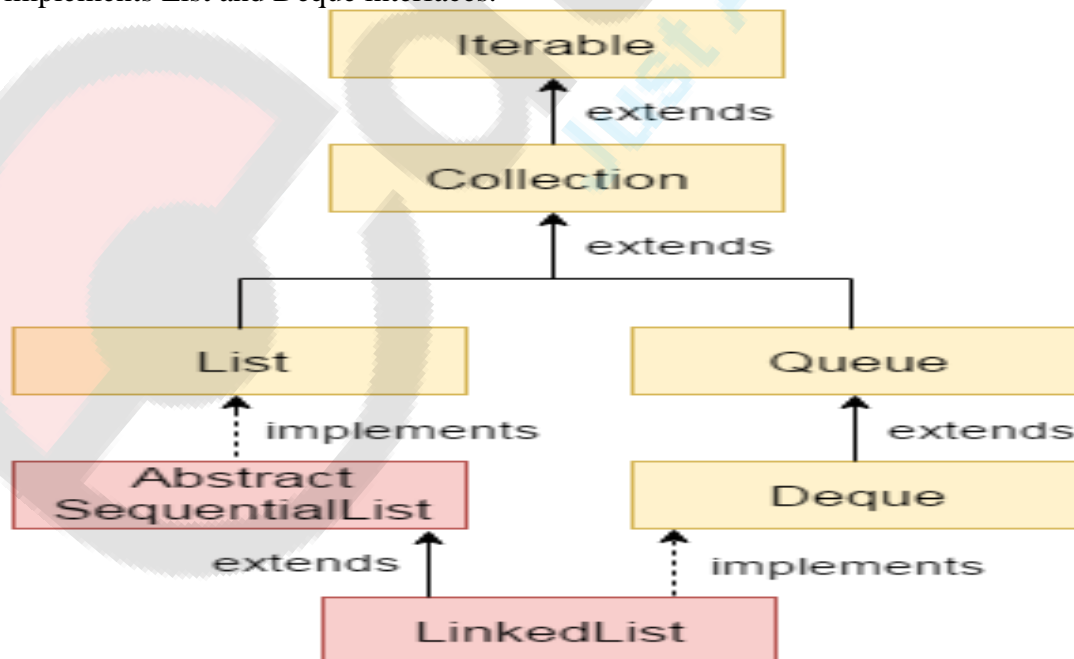 implements List and Deque interfaces.
Iterable
extends
Collection
extends
List
Queue
implements
extends
Abstract
SequentialList
Deque
extends
implements
LinkedList